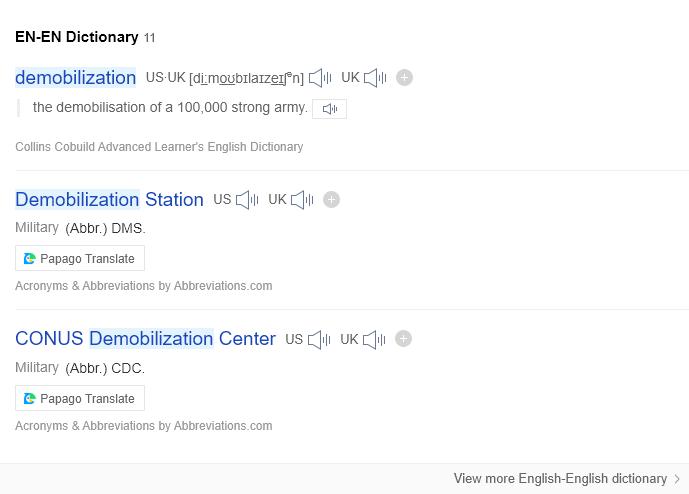 EN-EN Dictionary 11
demobilization US·UK [di:moʊbɪlaɪzeɪʃᵊn] UK
the demobilisation of a 100,000 strong army.
Collins Cobuild Advanced Learner's English Dictionary
Demobilization Station US UK
Military (Abbr.) DMS.
Papago Translate
Acronyms & Abbreviations by Abbreviations.com
CONUS Demobilization Center US UK
Military (Abbr.) CDC.
Papago Translate
Acronyms & Abbreviations by Abbreviations.com
View more English-English dictionary